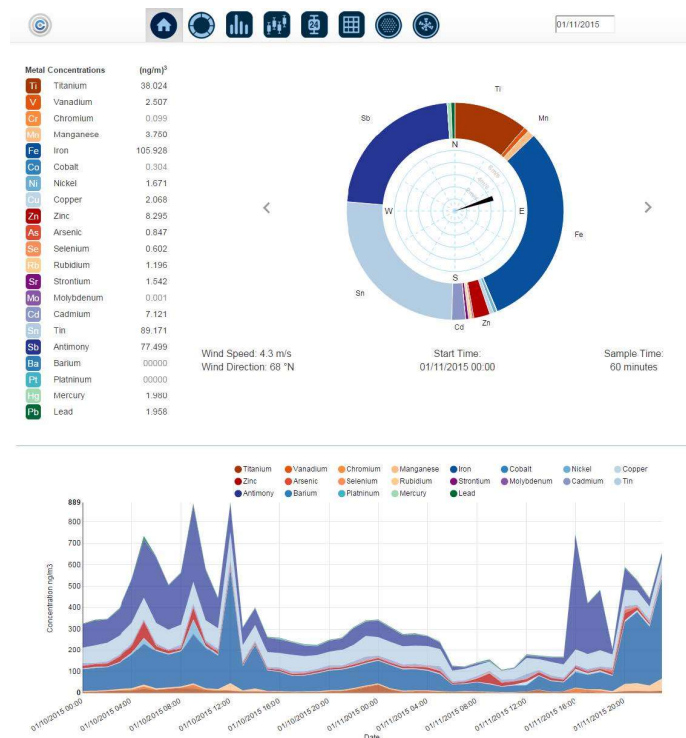 24
01/11/2015
Metal Concentrations (ng/m)³
Ti Titanium 38.024
V Vanadium 2.507
Cr Chromium 0.099
Mn Manganese 3.760
Fe Iron 105.928
Co Cobalt 0.304
Ni Nickel 1.671
Cu Copper 2.068
Zn Zinc 8.295
As Arsenic 0.847
Se Selenium 0.602
Rb Rubidium 1.196
Sr Strontium 1.542
Mo Molybdenum 0.001
Cd Cadmium 7.121
Sn Tin 89.171
Sb Antimony 77.499
Ba Barium 00000
Pt Platninum 00000
Hg Mercury 1.980
Pb Lead 1.958
Ti
Sb
Mn
N
W
E
Fe
S
Sn
Cd
Zn
Wind Speed: 4.3 m/s
Wind Direction: 68 °N
Start Time:
01/11/2015 00:00
Sample Time:
60 minutes
Titanium Vanadium Chromium Manganese Iron Cobalt Nickel Copper
Zinc Arsenic Selenium Rubidium Strontium Molybdenum Cadmium Tin
Antimony Barium Platninum Mercury Lead
889
800
700
600
500
400
300
200
100
0
Concentration ng/m3
01/10/2015 00:00
01/10/2015 04:00
01/10/2015 08:00
01/10/2015 12:00
01/10/2015 16:00
01/10/2015 20:00
01/11/2015 00:00
01/11/2015 04:00
01/11/2015 08:00
01/11/2015 12:00
01/11/2015 16:00
01/11/2015 20:00
Date